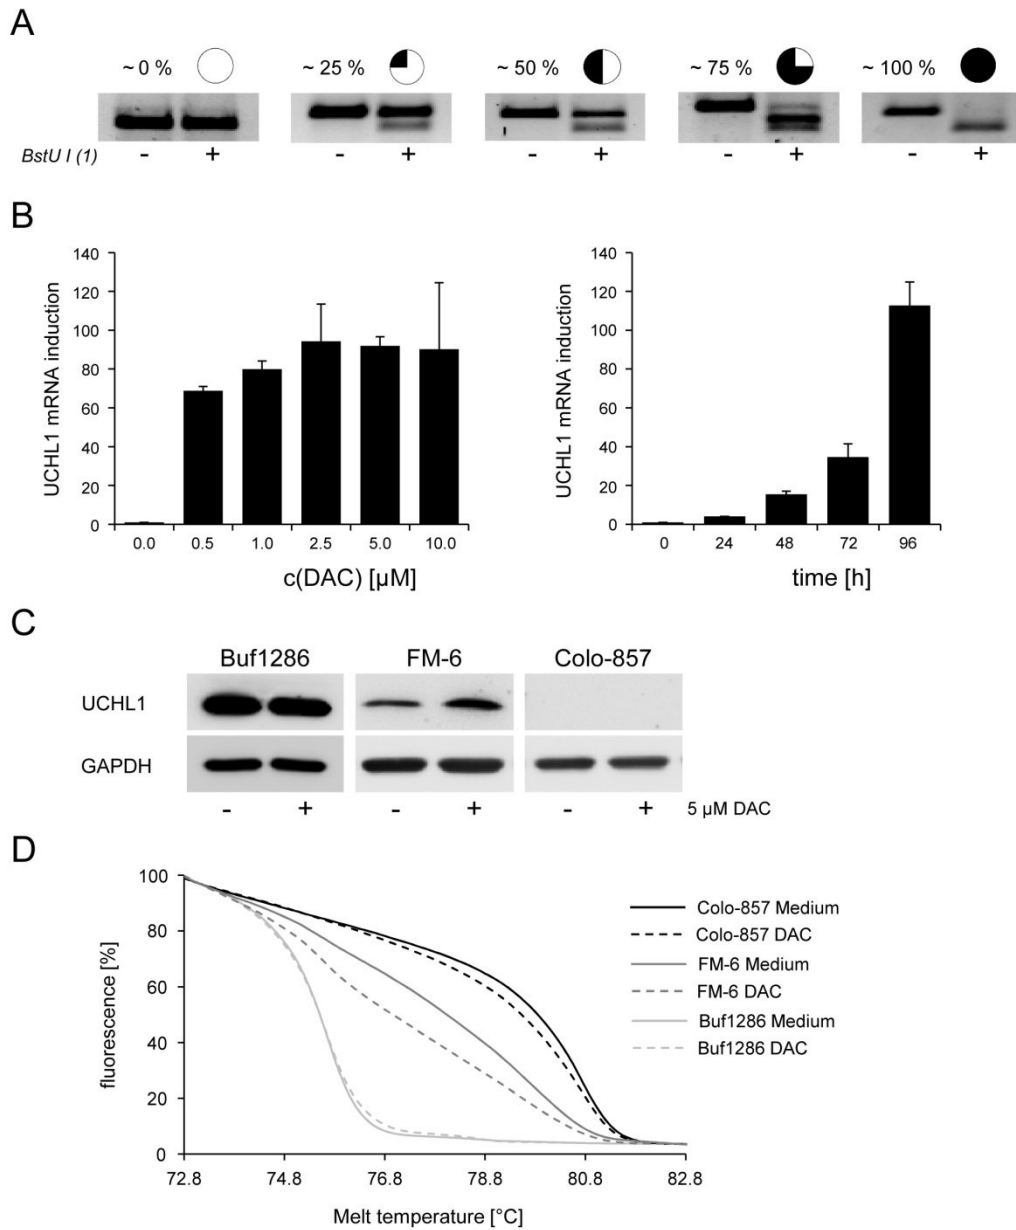 A
~ 0 % ~ 25 % ~ 50 % ~ 75 % ~ 100 %
BstU I (1) - + - + - + - + - +
B
140 140
120 120
100 100
80 80
60 60
40 40
20 20
0 0
UCHL1 mRNA induction UCHL1 mRNA induction
0.0 0.5 1.0 2.5 5.0 10.0 0 24 48 72 96
c(DAC) [µM] time [h]
C
Buf1286 FM-6 Colo-857
UCHL1
GAPDH
- + - + - + 5 µM DAC
D
100
80
60
40
20
0
fluorescence [%]
72.8 74.8 76.8 78.8 80.8 82.8
Melt temperature [°C]
Colo-857 Medium
Colo-857 DAC
FM-6 Medium
FM-6 DAC
Buf1286 Medium
Buf1286 DAC